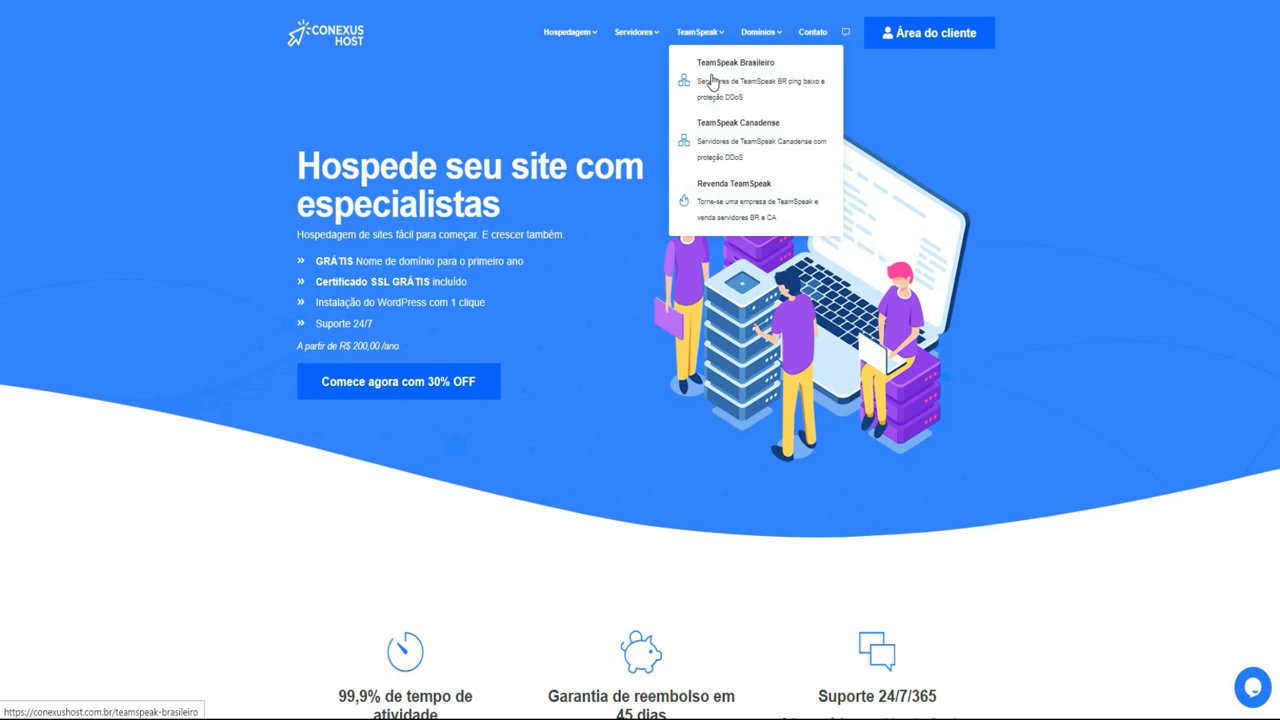 CONEXUS
HOST
Hospedagem
Servidores
TeamSpeak
Domínios
Contato
Área do cliente
TeamSpeak Brasileiro
Servidores de TeamSpeak BR ping baixo e
proteção DDoS
TeamSpeak Canadense
Servidores de TeamSpeak Canadense com
proteção DDoS
Revenda TeamSpeak
Torne-se uma empresa de TeamSpeak e
venda servidores BR e CA
Hospede seu site com
especialistas
Hospedagem de sites fácil para começar. E crescer também.
» GRÁTIS Nome de domínio para o primeiro ano
» Certificado SSL GRÁTIS incluído
» Instalação do WordPress com 1 clique
» Suporte 24/7
A partir de R$ 200,00 /ano
Comece agora com 30% OFF
99,9% de tempo de
atividade
Garantia de reembolso em
45 dias
Suporte 24/7/365
https://conexushost.com.br/teamspeak-brasileiro